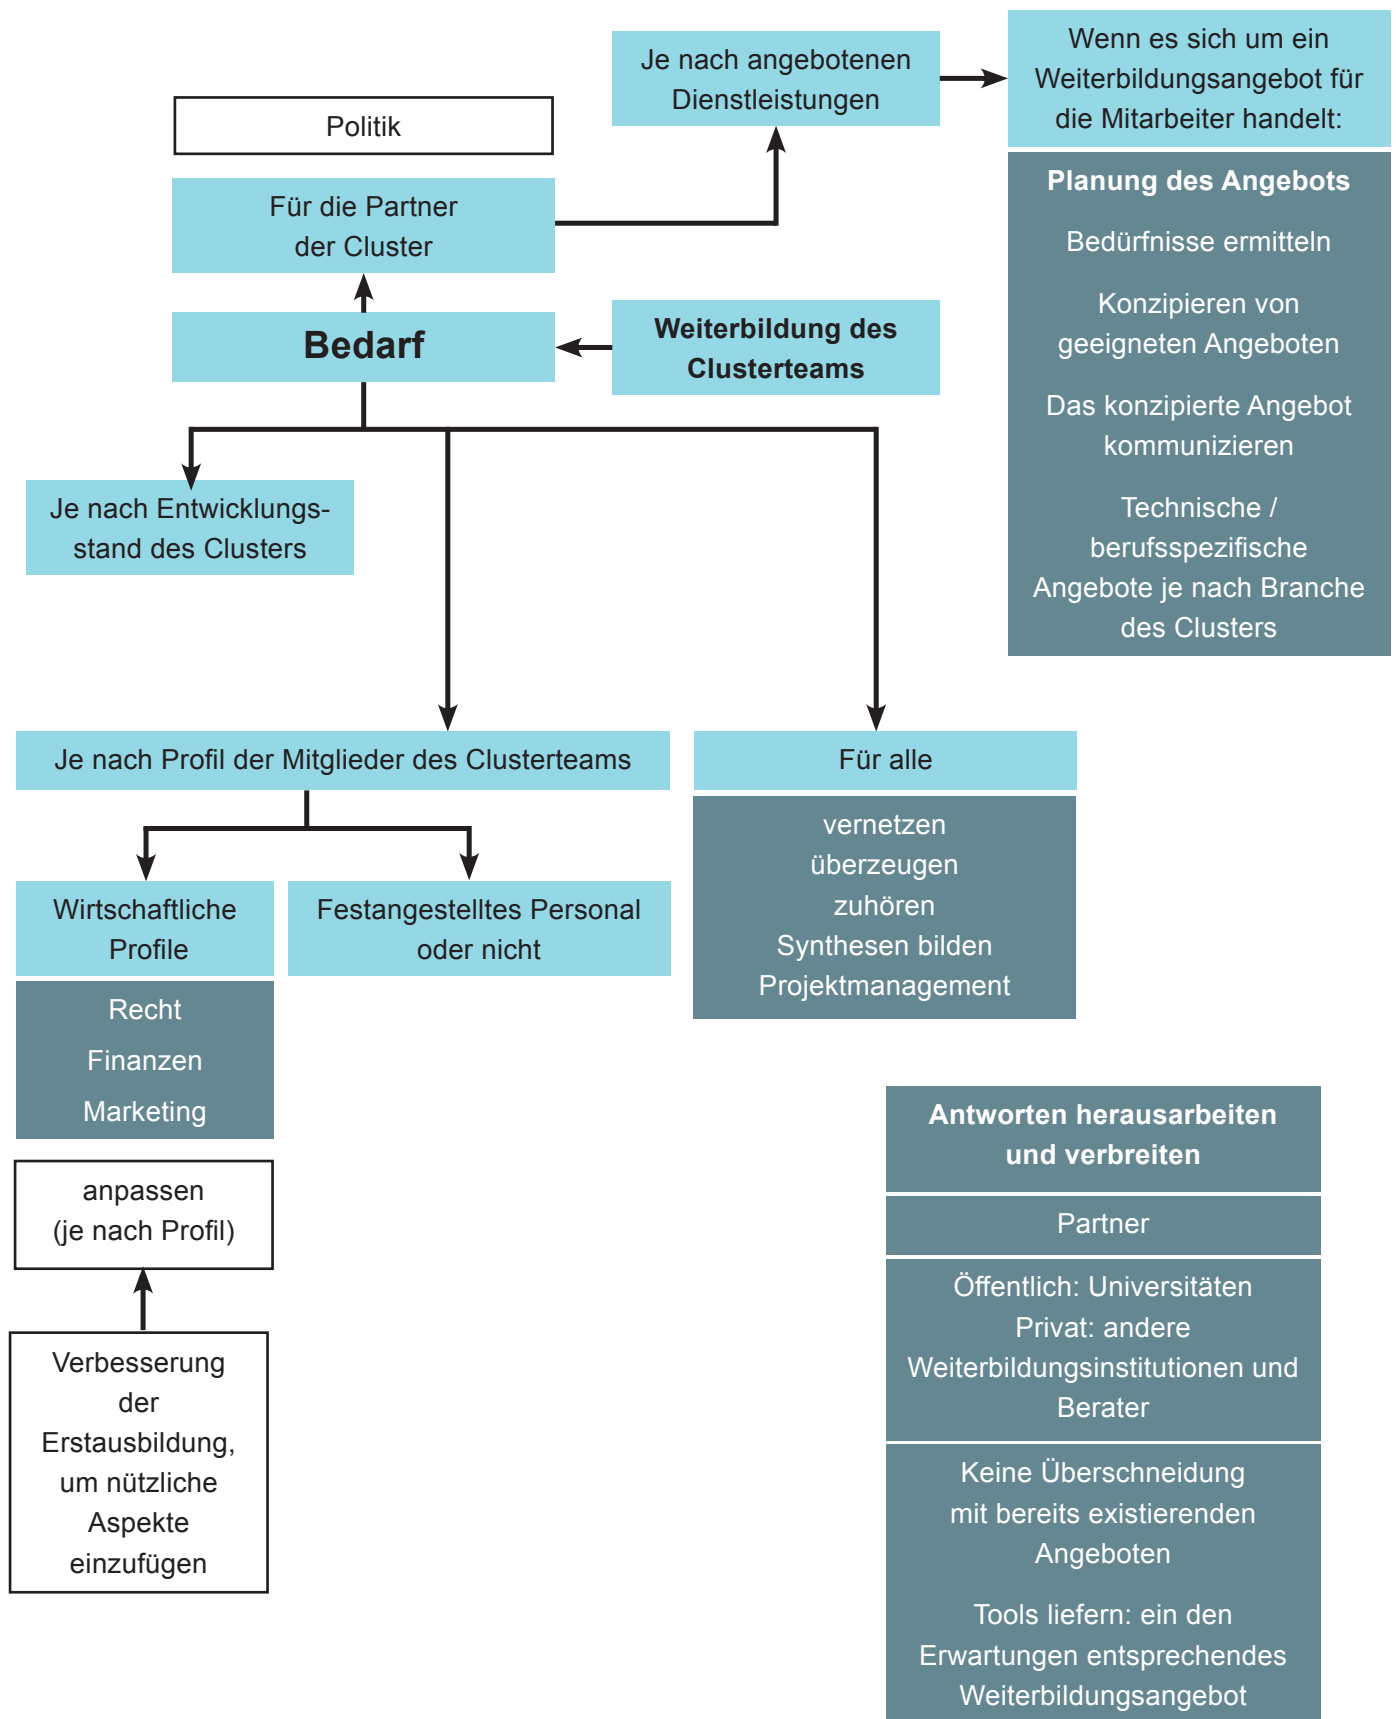 Je nach angebotenen
Dienstleistungen
Wenn es sich um ein
Weiterbildungsangebot für
die Mitarbeiter handelt:
Politik
Für die Partner
der Cluster
Planung des Angebots
Bedürfnisse ermitteln
Konzipieren von
geeigneten Angeboten
Das konzipierte Angebot
kommunizieren
Technische /
berufsspezifische
Angebote je nach Branche
des Clusters
Bedarf
Weiterbildung des
Clusterteams
Je nach Entwicklungs-
stand des Clusters
Je nach Profil der Mitglieder des Clusterteams
Für alle
vernetzen
überzeugen
zuhören
Synthesen bilden
Projektmanagement
Wirtschaftliche
Profile
Festangestelltes Personal
oder nicht
Recht
Finanzen
Marketing
anpassen
(je nach Profil)
Verbesserung
der
Erstausbildung,
um nützliche
Aspekte
einzufügen
Antworten herausarbeiten
und verbreiten
Partner
Öffentlich: Universitäten
Privat: andere
Weiterbildungsinstitutionen und
Berater
Keine Überschneidung
mit bereits existierenden
Angeboten
Tools liefern: ein den
Erwartungen entsprechendes
Weiterbildungsangebot